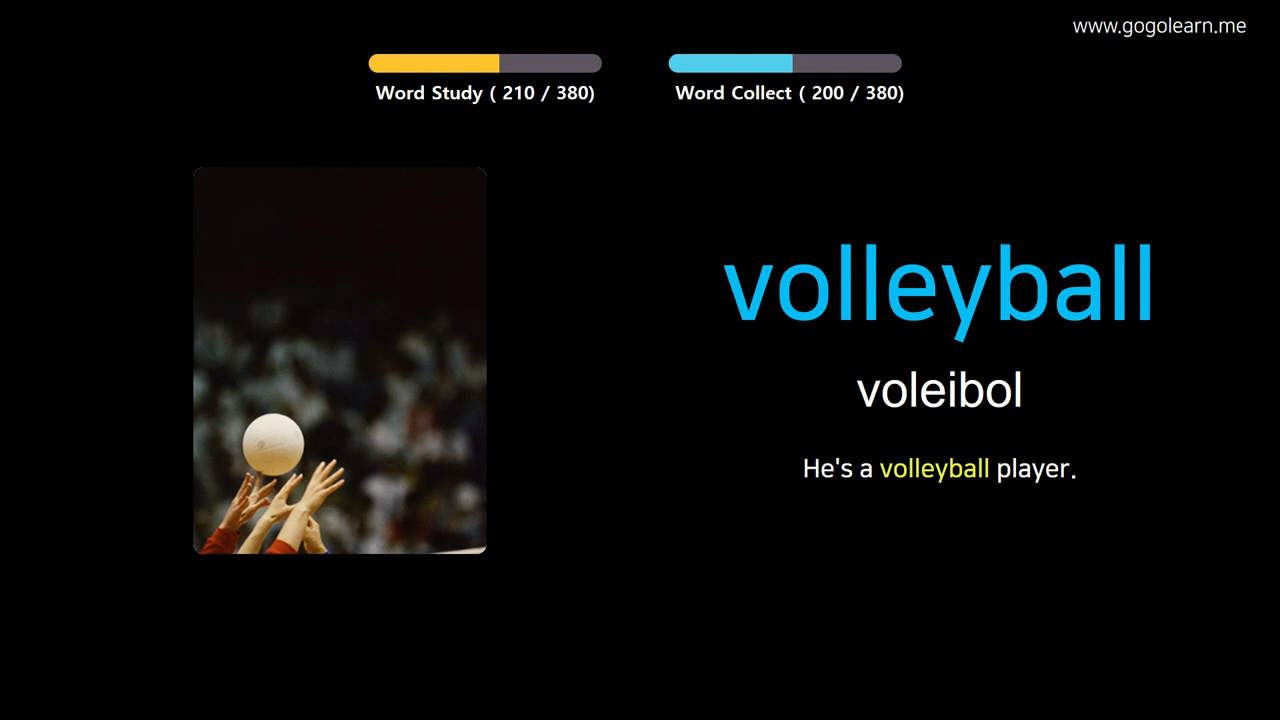 www.gogolearn.me
Word Study ( 210 / 380)
Word Collect ( 200 / 380)
volleyball
voleibol
He's a volleyball player.